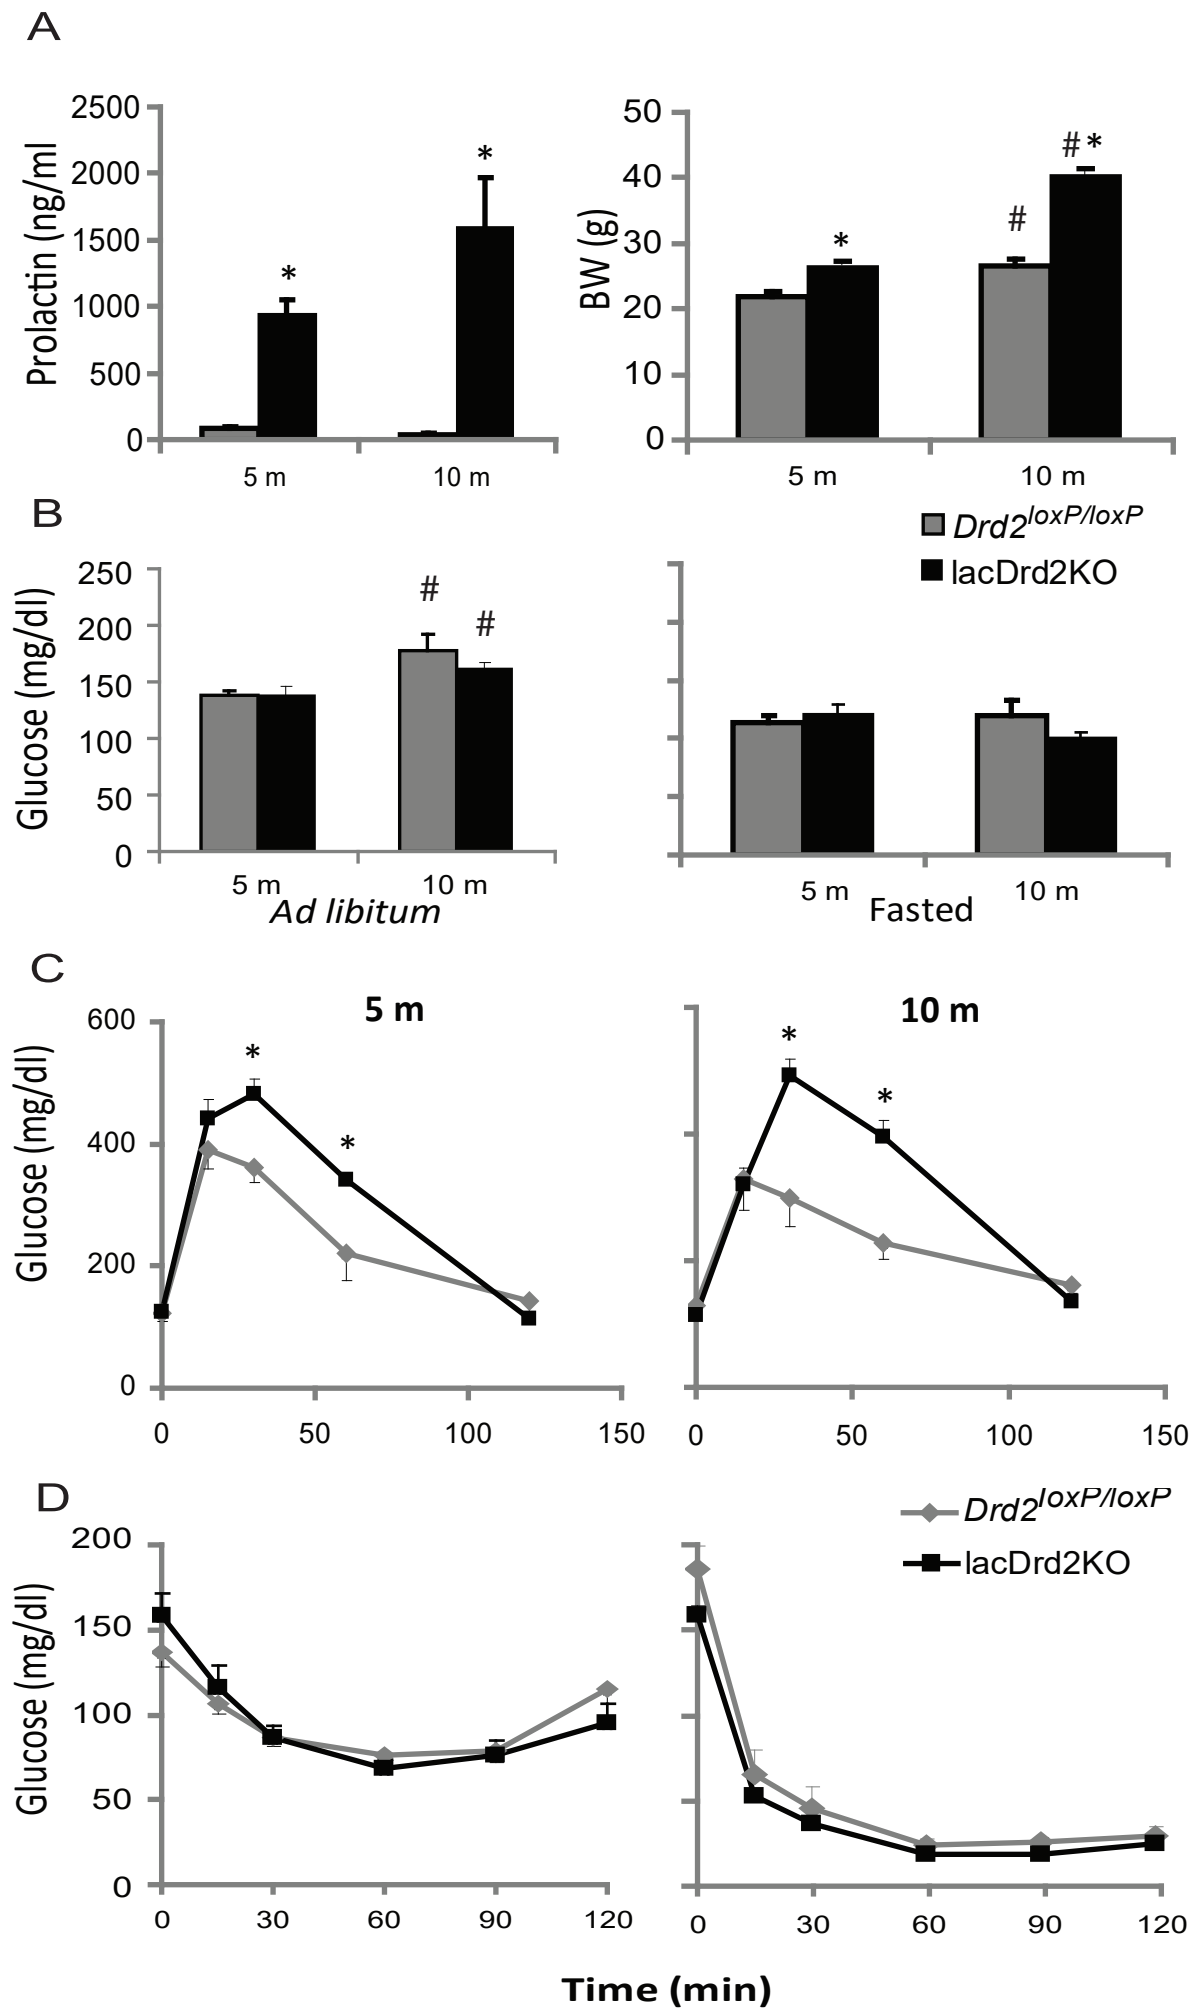 A
Prolactin (ng/ml
2500
2000
1500
1000
500
0
*
*
5 m
10 m
BW (g)
50
40
30
20
10
0
*
#
# *
5 m
10 m
B
Drd2loxP/loxP
lacDrd2KO
Glucose (mg/dl)
250
200
150
100
50
0
#
#
5 m
10 m
Ad libitum
5 m
10 m
Fasted
C
5 m
Glucose (mg/dl)
600
400
200
0
*
*
0
50
100
150
10 m
*
*
0
50
100
150
D
Drd2loxP/loxP
lacDrd2KO
Glucose (mg/dl)
200
150
100
50
0
0
30
60
90
120
0
30
60
90
120
Time (min)